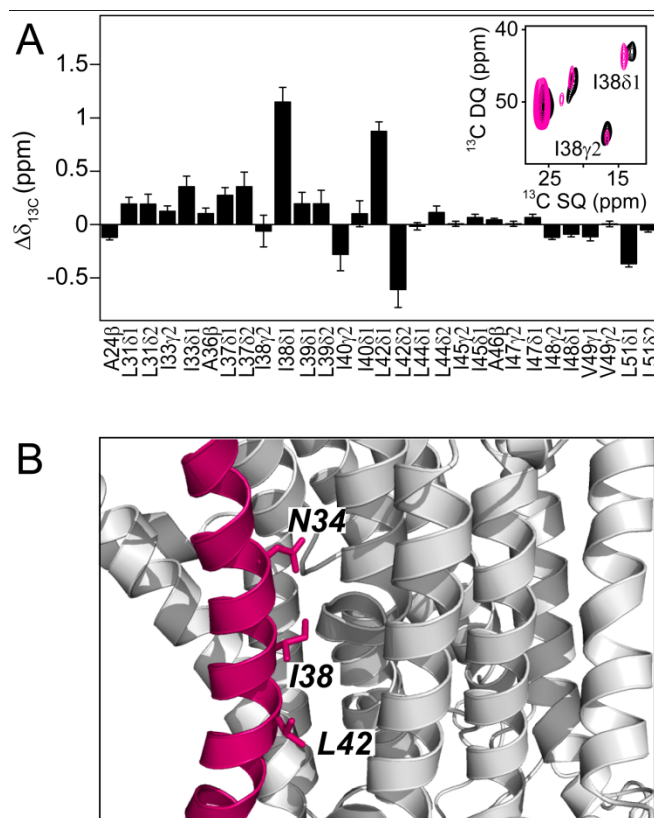 A
Δδ13C (ppm)
1.5
1
0.5
0
-0.5
13C DQ (ppm)
40
50
I38δ1
I38γ2
25
15
13C SQ (ppm)
A24β
L31δ1
L31δ2
I33γ2
I33δ1
A36β
L37δ1
L37δ2
I38γ2
I38δ1
L39δ1
L39δ2
I40γ2
I40δ1
L42δ1
L42δ2
L44δ1
L44δ2
I45γ2
I45δ1
A46β
I47γ2
I47δ1
I48γ2
I48δ1
V49γ1
V49γ2
L51δ1
L51δ2
B
N34
I38
L42